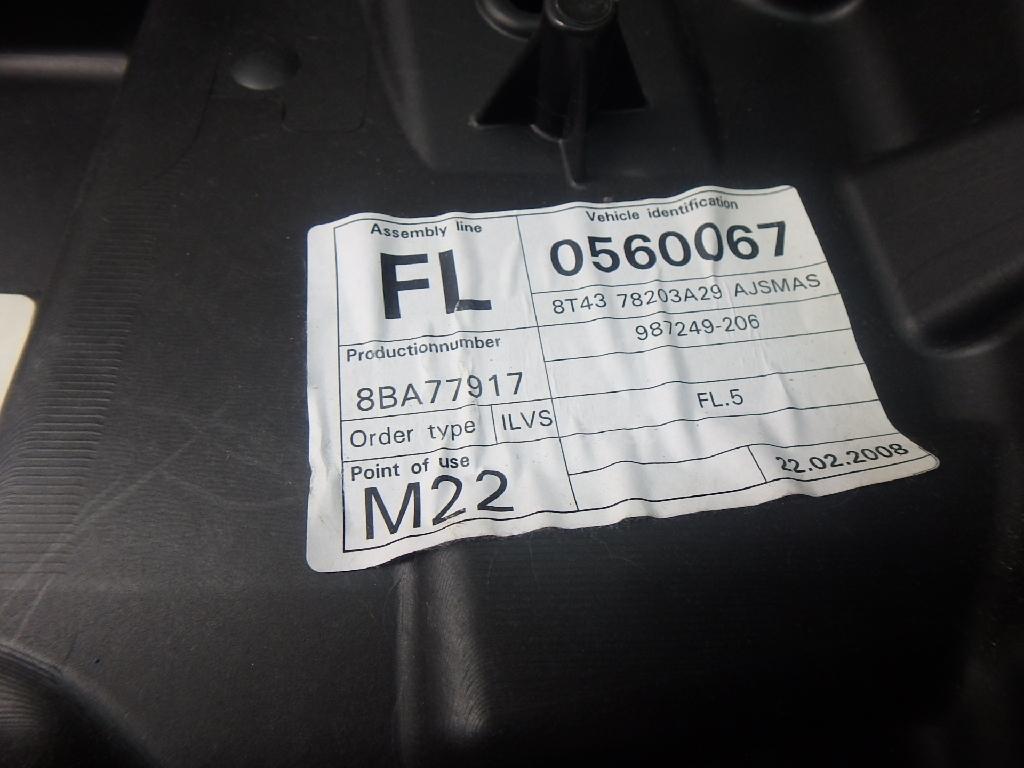 Assembly line
FL
Vehicle identification
0560067
8T43 78203A29 AJSMAS
987249-206
Productionnumber
8BA77917
FL.5
Order type ILVS
Point of use
M22
22.02.2008